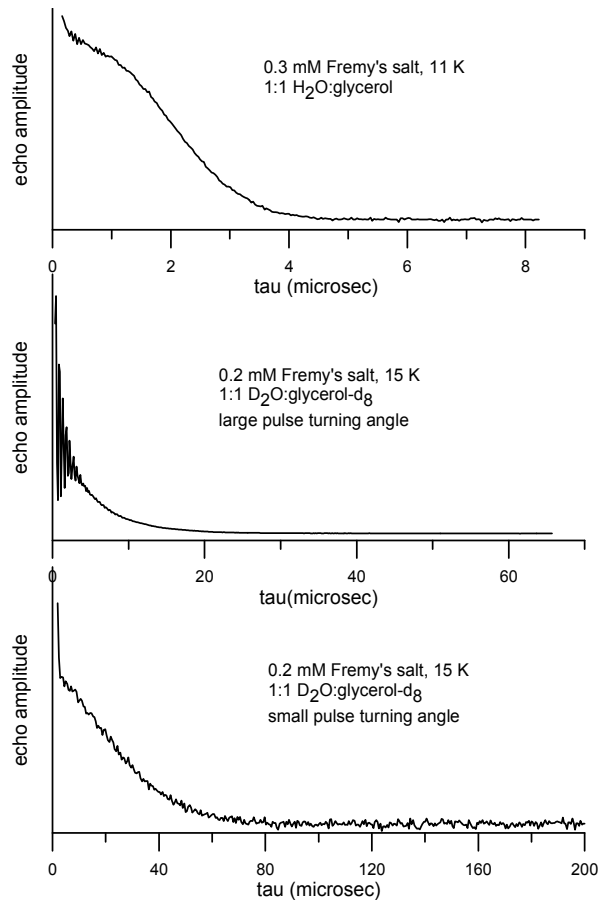 echo amplitude
0.3 mM Fremy's salt, 11 K
1:1 H₂O:glycerol
0 2 4 6 8
tau (microsec)
echo amplitude
0.2 mM Fremy's salt, 15 K
1:1 D₂O:glycerol-d₈
large pulse turning angle
0 20 40 60
tau(microsec)
echo amplitude
0.2 mM Fremy's salt, 15 K
1:1 D₂O:glycerol-d₈
small pulse turning angle
0 40 80 120 160 200
tau (microsec)